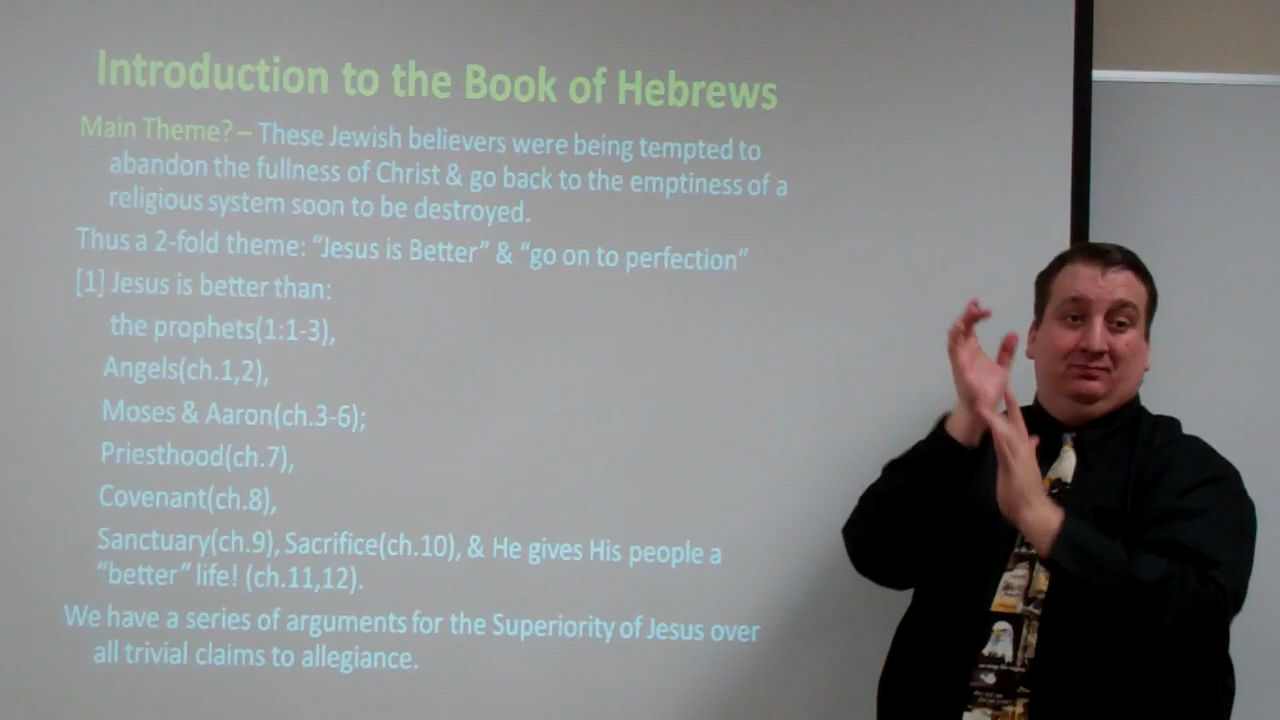 Introduction to the Book of Hebrews
Main Theme? – These Jewish believers were being tempted to
abandon the fullness of Christ & go back to the emptiness of a
religious system soon to be destroyed.
Thus a 2-fold theme: “Jesus is Better” & “go on to perfection”
[1] Jesus is better than:
the prophets(1:1-3),
Angels(ch.1,2),
Moses & Aaron(ch.3-6);
Priesthood(ch.7),
Covenant(ch.8),
Sanctuary(ch.9), Sacrifice(ch.10), & He gives His people a
“better” life! (ch.11,12).
We have a series of arguments for the Superiority of Jesus over
all trivial claims to allegiance.